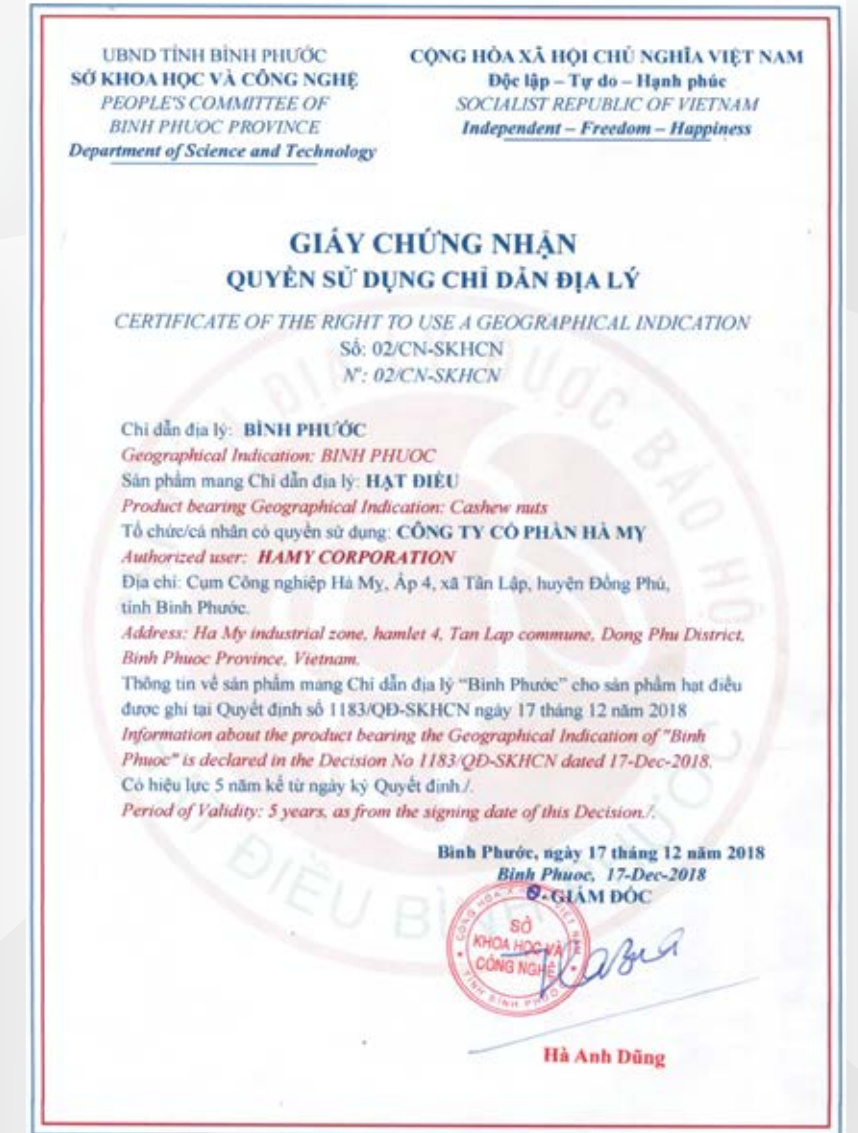 UBND TỈNH BÌNH PHƯỚC
SỞ KHOA HỌC VÀ CÔNG NGHỆ
PEOPLE'S COMMITTEE OF
BINH PHUOC PROVINCE
Department of Science and Technology
CỘNG HÒA XÃ HỘI CHỦ NGHĨA VIỆT NAM
Độc lập – Tự do – Hạnh phúc
SOCIALIST REPUBLIC OF VIETNAM
Independent – Freedom – Happiness
GIẤY CHỨNG NHẬN
QUYỀN SỬ DỤNG CHỈ DẪN ĐỊA LÝ
CERTIFICATE OF THE RIGHT TO USE A GEOGRAPHICAL INDICATION
Số: 02/CN-SKHCN
Nº: 02/CN-SKHCN
Chỉ dẫn địa lý: BÌNH PHƯỚC
Geographical Indication: BINH PHUOC
Sản phẩm mang Chỉ dẫn địa lý: HẠT ĐIỀU
Product bearing Geographical Indication: Cashew nuts
Tổ chức/cá nhân có quyền sử dụng: CÔNG TY CỔ PHẦN HÀ MỴ
Authorized user: HAMY CORPORATION
Địa chỉ: Cụm Công nghiệp Hà Mỵ, Ấp 4, xã Tân Lập, huyện Đồng Phú,
tỉnh Bình Phước.
Address: Ha My industrial zone, hamlet 4, Tan Lap commune, Dong Phu District,
Binh Phuoc Province, Vietnam.
Thông tin về sản phẩm mang Chỉ dẫn địa lý “Bình Phước” cho sản phẩm hạt điều
được ghi tại Quyết định số 1183/QĐ-SKHCN ngày 17 tháng 12 năm 2018
Information about the product bearing the Geographical Indication of "Binh
Phuoc" is declared in the Decision No 1183/QĐ-SKHCN dated 17-Dec-2018.
Có hiệu lực 5 năm kể từ ngày ký Quyết định./.
Period of Validity: 5 years, as from the signing date of this Decision./.
Bình Phước, ngày 17 tháng 12 năm 2018
Binh Phuoc, 17-Dec-2018
Q-GIÁM ĐỐC
CỘNG HÒA X.H.C.N VIỆT NAM
SỞ
KHOA HỌC VÀ
CÔNG NGHỆ
TỈNH BÌNH PHƯỚC
Hà Anh Dũng